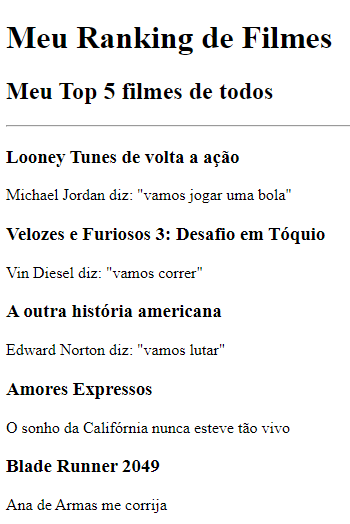 Meu Ranking de Filmes
Meu Top 5 filmes de todos
Looney Tunes de volta a ação
Michael Jordan diz: "vamos jogar uma bola"
Velozes e Furiosos 3: Desafio em Tóquio
Vin Diesel diz: "vamos correr"
A outra história americana
Edward Norton diz: "vamos lutar"
Amores Expressos
O sonho da Califórnia nunca esteve tão vivo
Blade Runner 2049
Ana de Armas me corrija